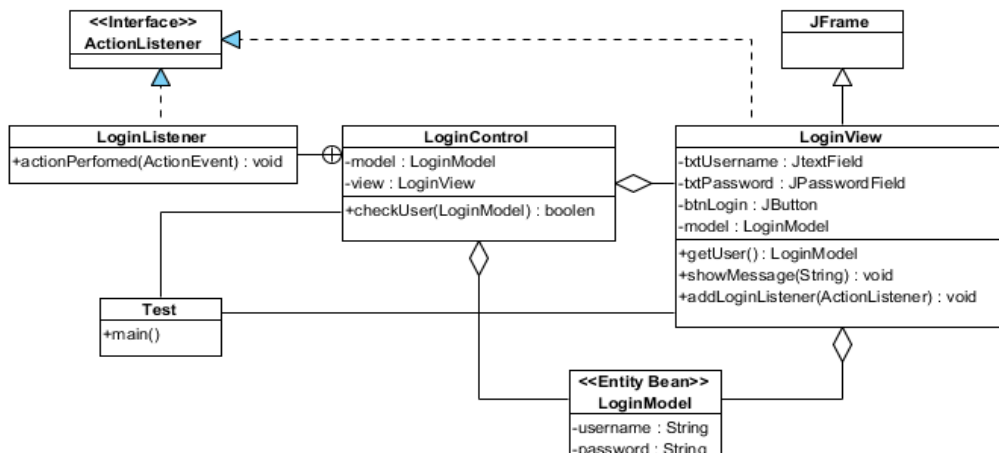 <<Interface>>
ActionListener
JFrame
LoginListener
+actionPerfomed(ActionEvent) : void
LoginControl
-model : LoginModel
-view : LoginView
+checkUser(LoginModel) : boolen
LoginView
-txtUsername : JtextField
-txtPassword : JPasswordField
-btnLogin : JButton
-model : LoginModel
+getUser() : LoginModel
+showMessage(String) : void
+addLoginListener(ActionListener) : void
Test
+main()
<<Entity Bean>>
LoginModel
-username : String
-password : String